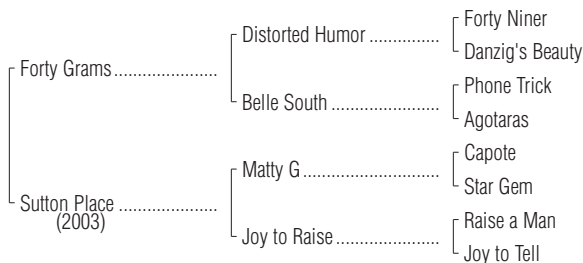 Forty Niner
Distorted Humor
Danzig's Beauty
Forty Grams
Phone Trick
Belle South
Agotaras
Capote
Matty G
Star Gem
Sutton Place
(2003)
Raise a Man
Joy to Raise
Joy to Tell